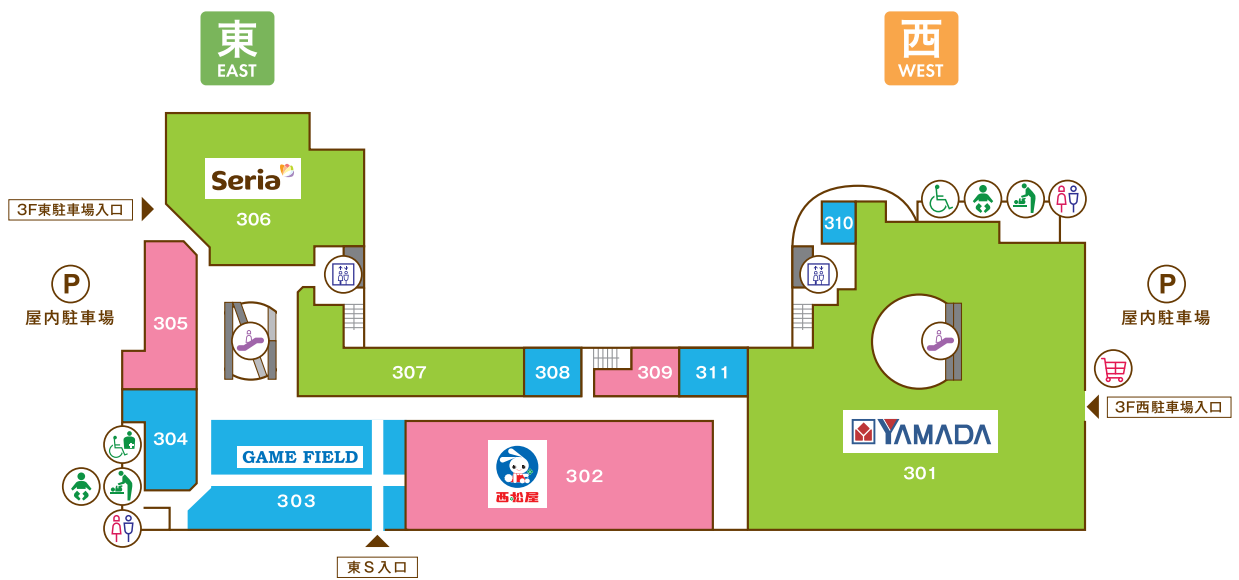 東
EAST
西
WEST
Seria
306
3F東駐車場入口
310
P
屋内駐車場
P
屋内駐車場
305
307
308
309
311
3F西駐車場入口
304
YAMADA
301
GAME FIELD
303
西松屋
302
東S入口